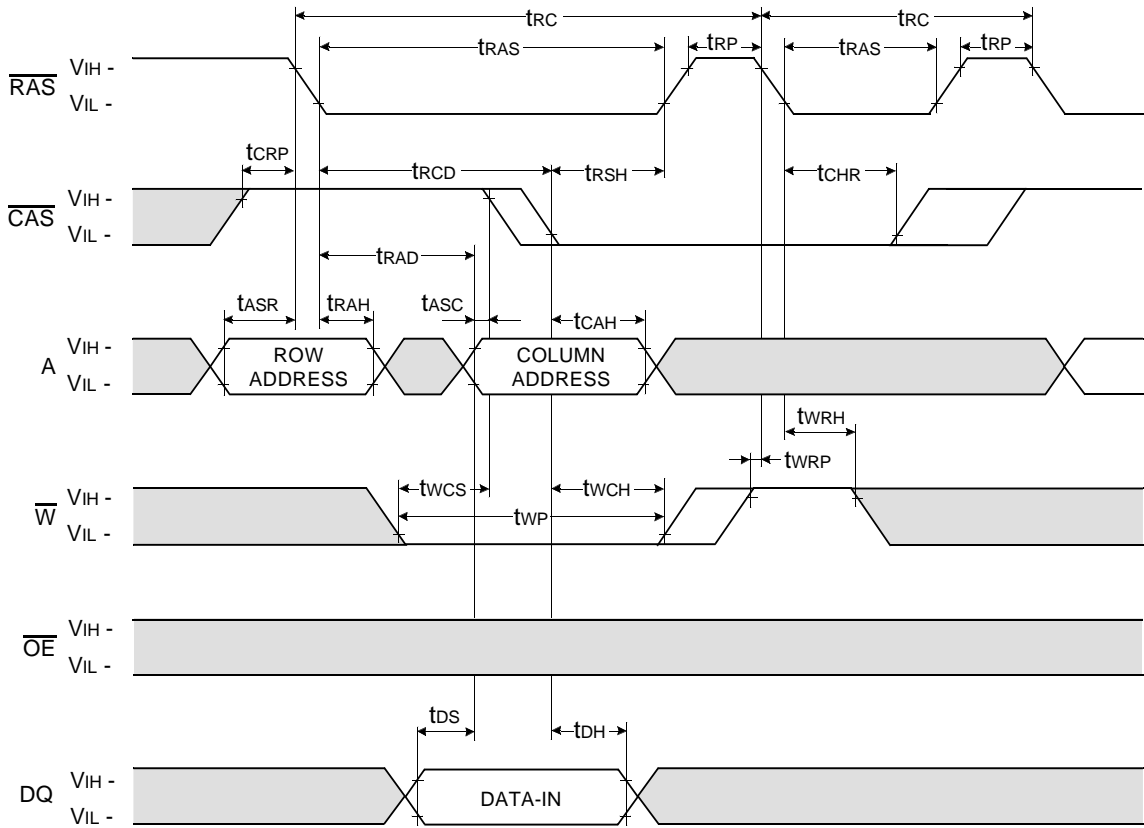 tRC tRC
tRAS tRP tRAS tRP
RAS VIH -
VIL -
tCRP tRCD tRSH tCHR
CAS VIH -
VIL -
tRAD
tASR tRAH tASC tCAH
A VIH -
VIL -
ROW ADDRESS
COLUMN ADDRESS
tWRH
tWRP
tWCS tWCH
W VIH -
VIL -
tWP
OE VIH -
VIL -
tDS tDH
DQ VIH -
VIL -
DATA-IN